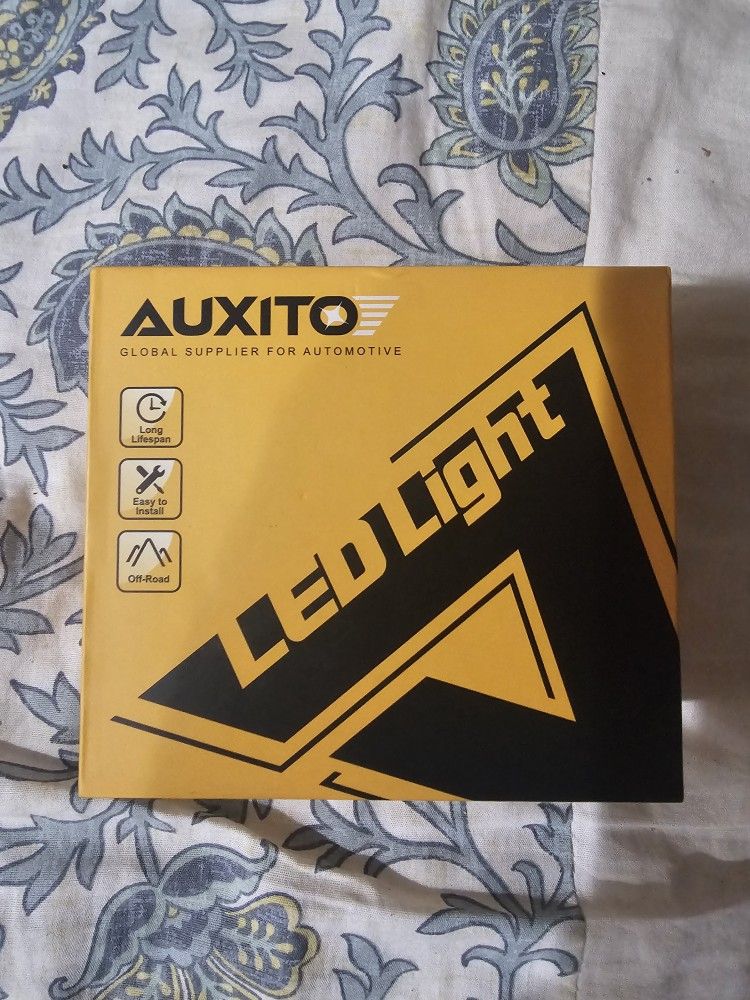 AUXITO
GLOBAL SUPPLIER FOR AUTOMOTIVE
Long
Lifespan
Easy to
Install
Off-Road
LED Light